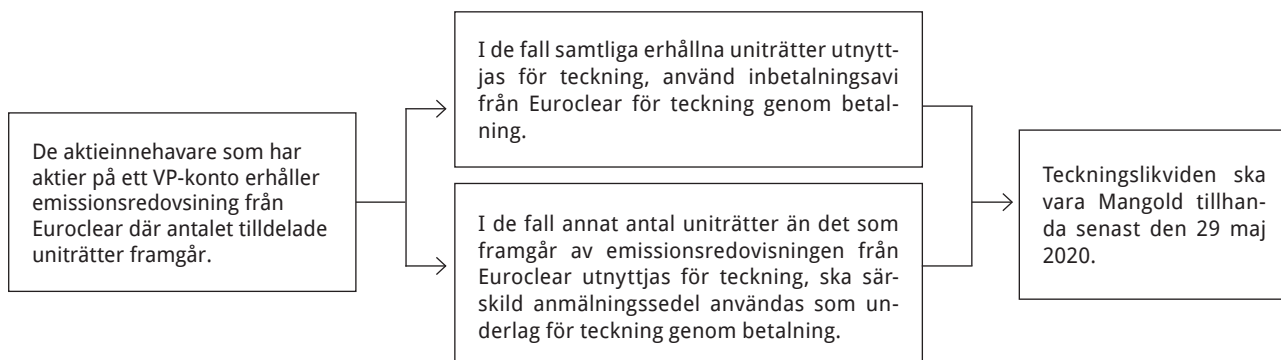 De aktieinnehavare som har
aktier på ett VP-konto erhåller
emissionsredovsining från
Euroclear där antalet tilldelade
uniträtter framgår.
I de fall samtliga erhållna uniträtter utnytt-
jas för teckning, använd inbetalningsavi
från Euroclear för teckning genom betal-
ning.
I de fall annat antal uniträtter än det som
framgår av emissionsredovisningen från
Euroclear utnyttjas för teckning, ska sär-
skild anmälningssedel användas som un-
derlag för teckning genom betalning.
Teckningslikviden ska
vara Mangold tillhan-
da senast den 29 maj
2020.